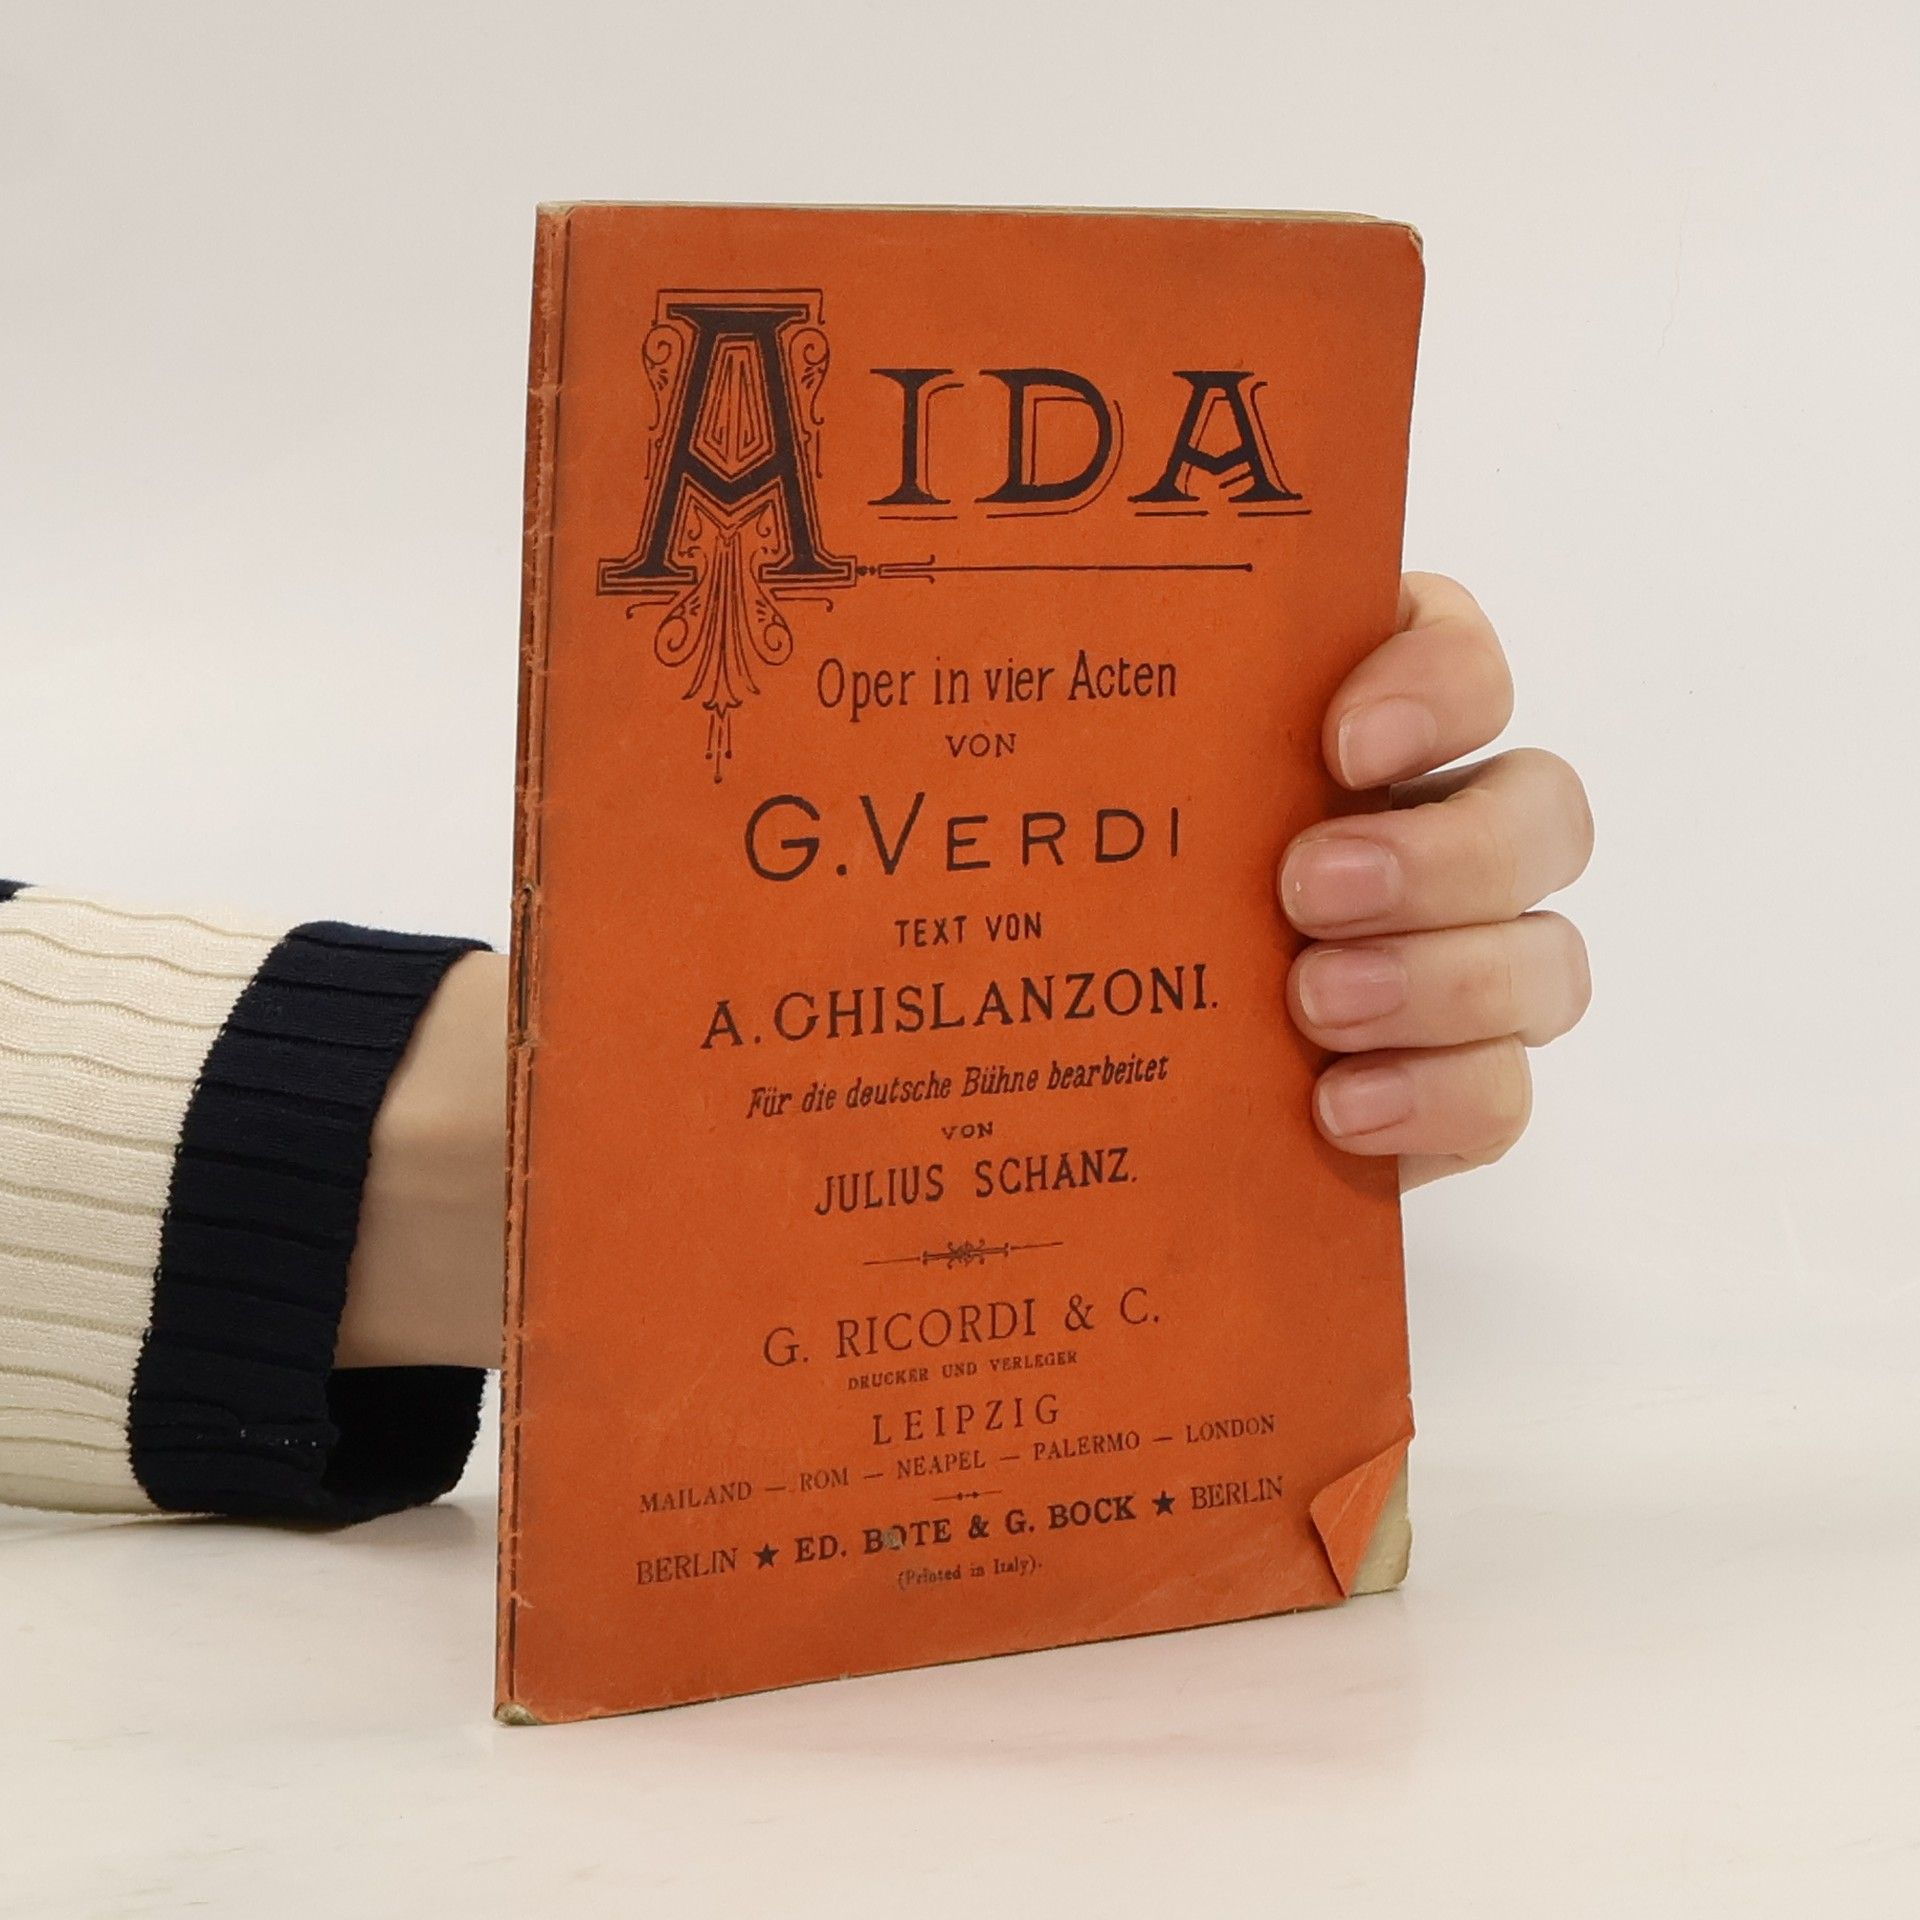 AIDA
Oper in vier Acten
VON
G. VERDI
TEXT VON
A. GHISLANZONI.
Für die deutsche Bühne bearbeitet
VON
JULIUS SCHANZ.
G. RICORDI & C.
DRUCKER UND VERLEGER
LEIPZIG
MAILAND — ROM — NEAPEL — PALERMO — LONDON
BERLIN ★ ED. BOTE & G. BOCK ★ BERLIN
(Printed in Italy).